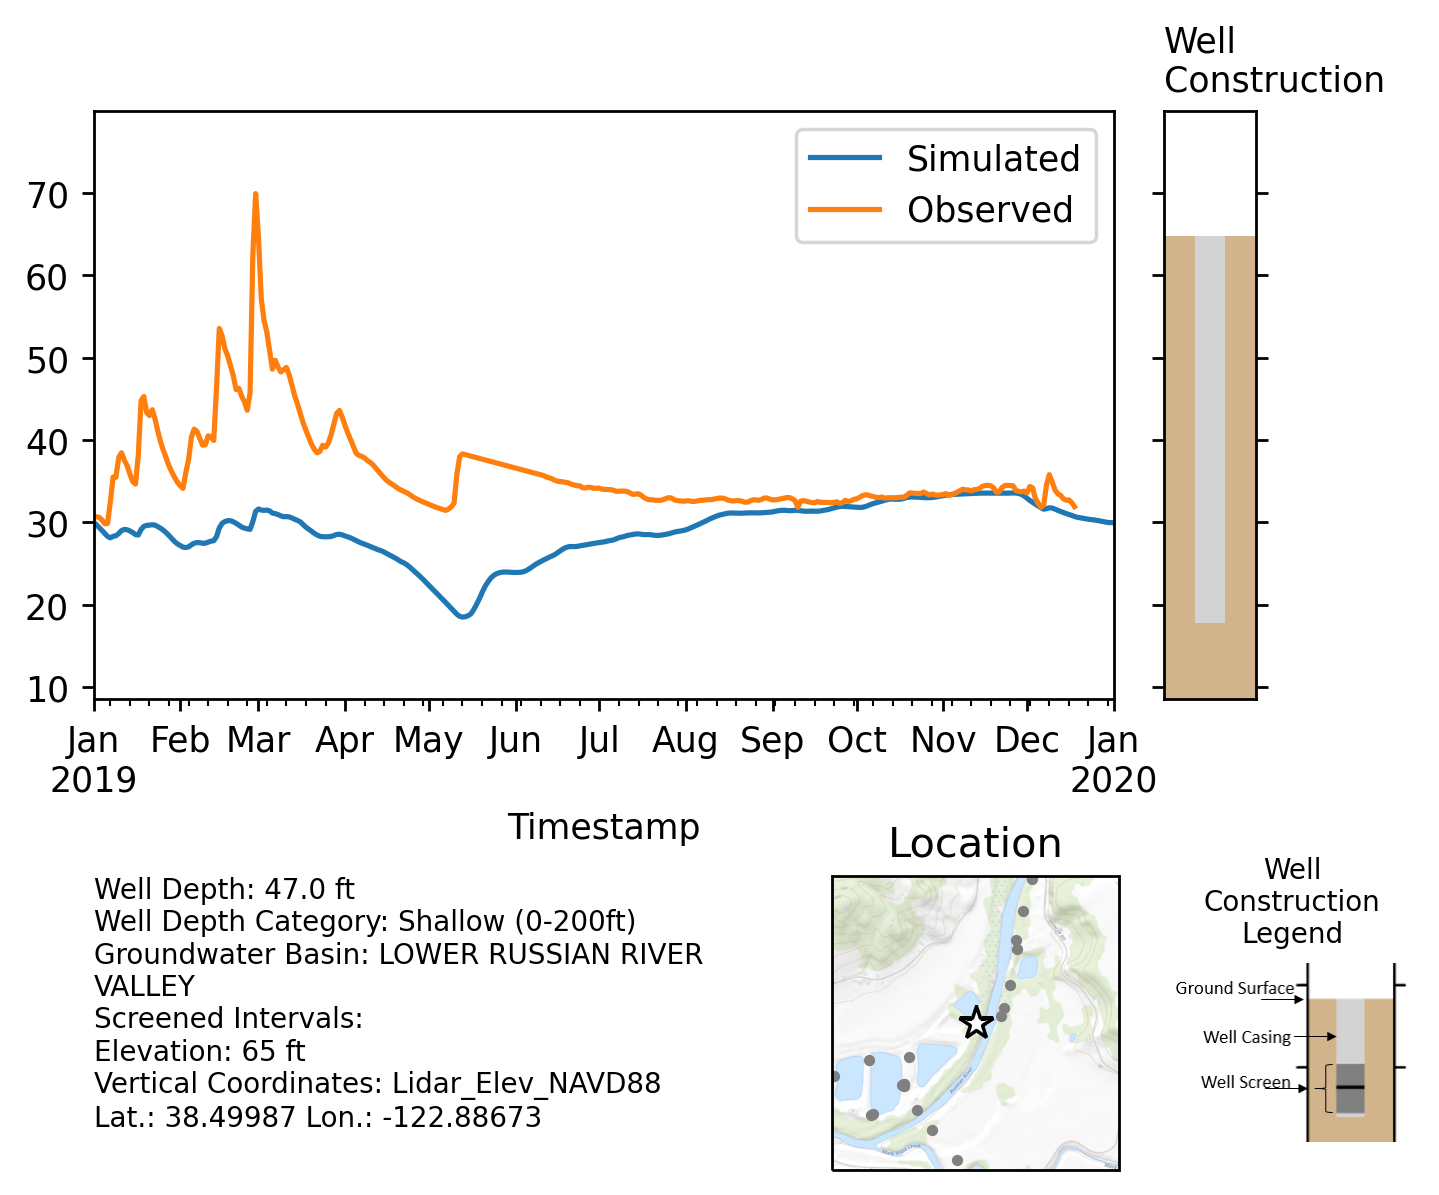 Well
Construction
Simulated
Observed
70
60
50
40
30
20
10
Jan Feb Mar Apr May Jun Jul Aug Sep Oct Nov Dec Jan
2019 2020
Timestamp
Well Depth: 47.0 ft
Well Depth Category: Shallow (0-200ft)
Groundwater Basin: LOWER RUSSIAN RIVER
VALLEY
Screened Intervals:
Elevation: 65 ft
Vertical Coordinates: Lidar_Elev_NAVD88
Lat.: 38.49987 Lon.: -122.88673
Location
Well
Construction
Legend
Ground Surface
Well Casing
Well Screen